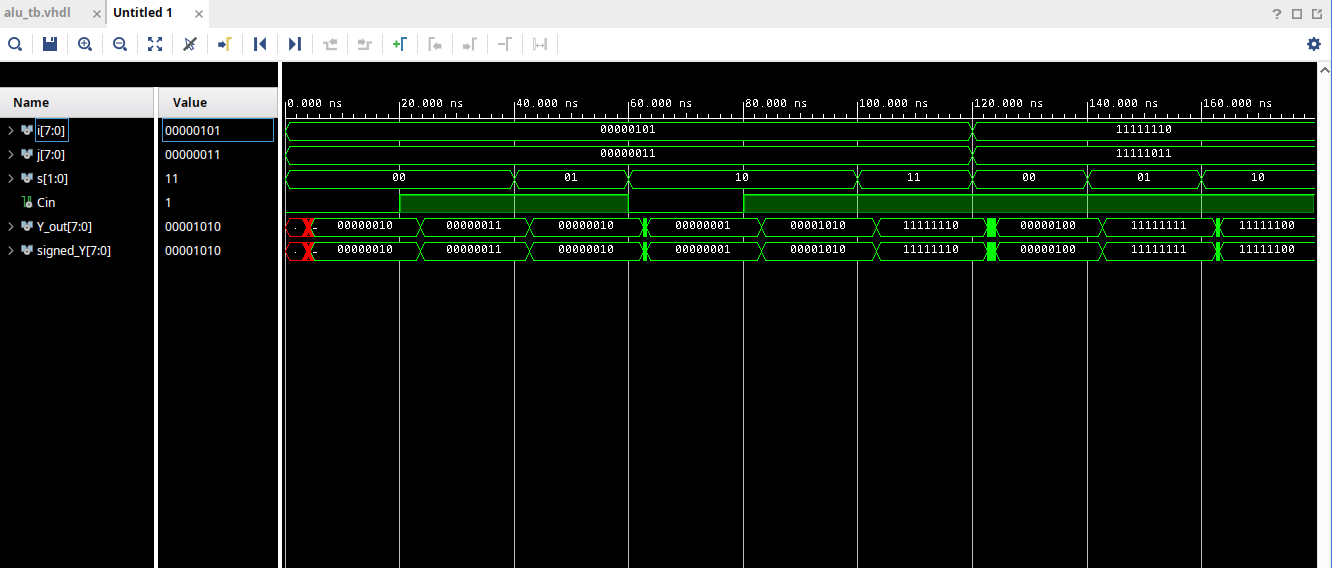 alu_tb.vhdl × Untitled 1 × ?
Name Value
0.000 ns 20.000 ns 40.000 ns 60.000 ns 80.000 ns 100.000 ns 120.000 ns 140.000 ns 160.000 ns
i[7:0] 00000101 00000101 11111110
j[7:0] 00000011 00000011 11111011
s[1:0] 11 00 01 10 11 00 01 10
Cin 1
Y_out[7:0] 00001010 00000010 00000011 00000010 00000001 00001010 11111110 00000100 11111111 11111100
signed_Y[7:0] 00001010 00000010 00000011 00000010 00000001 00001010 11111110 00000100 11111111 11111100